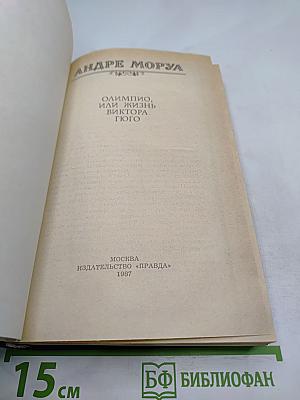 АНДРЕ МОРУА
ОЛИМПИО,
ИЛИ ЖИЗНЬ
ВИКТОРА
ГЮГО
МОСКВА
ИЗДАТЕЛЬСТВО «ПРАВДА»
1987
15 см
БФ БИБЛИОФАН